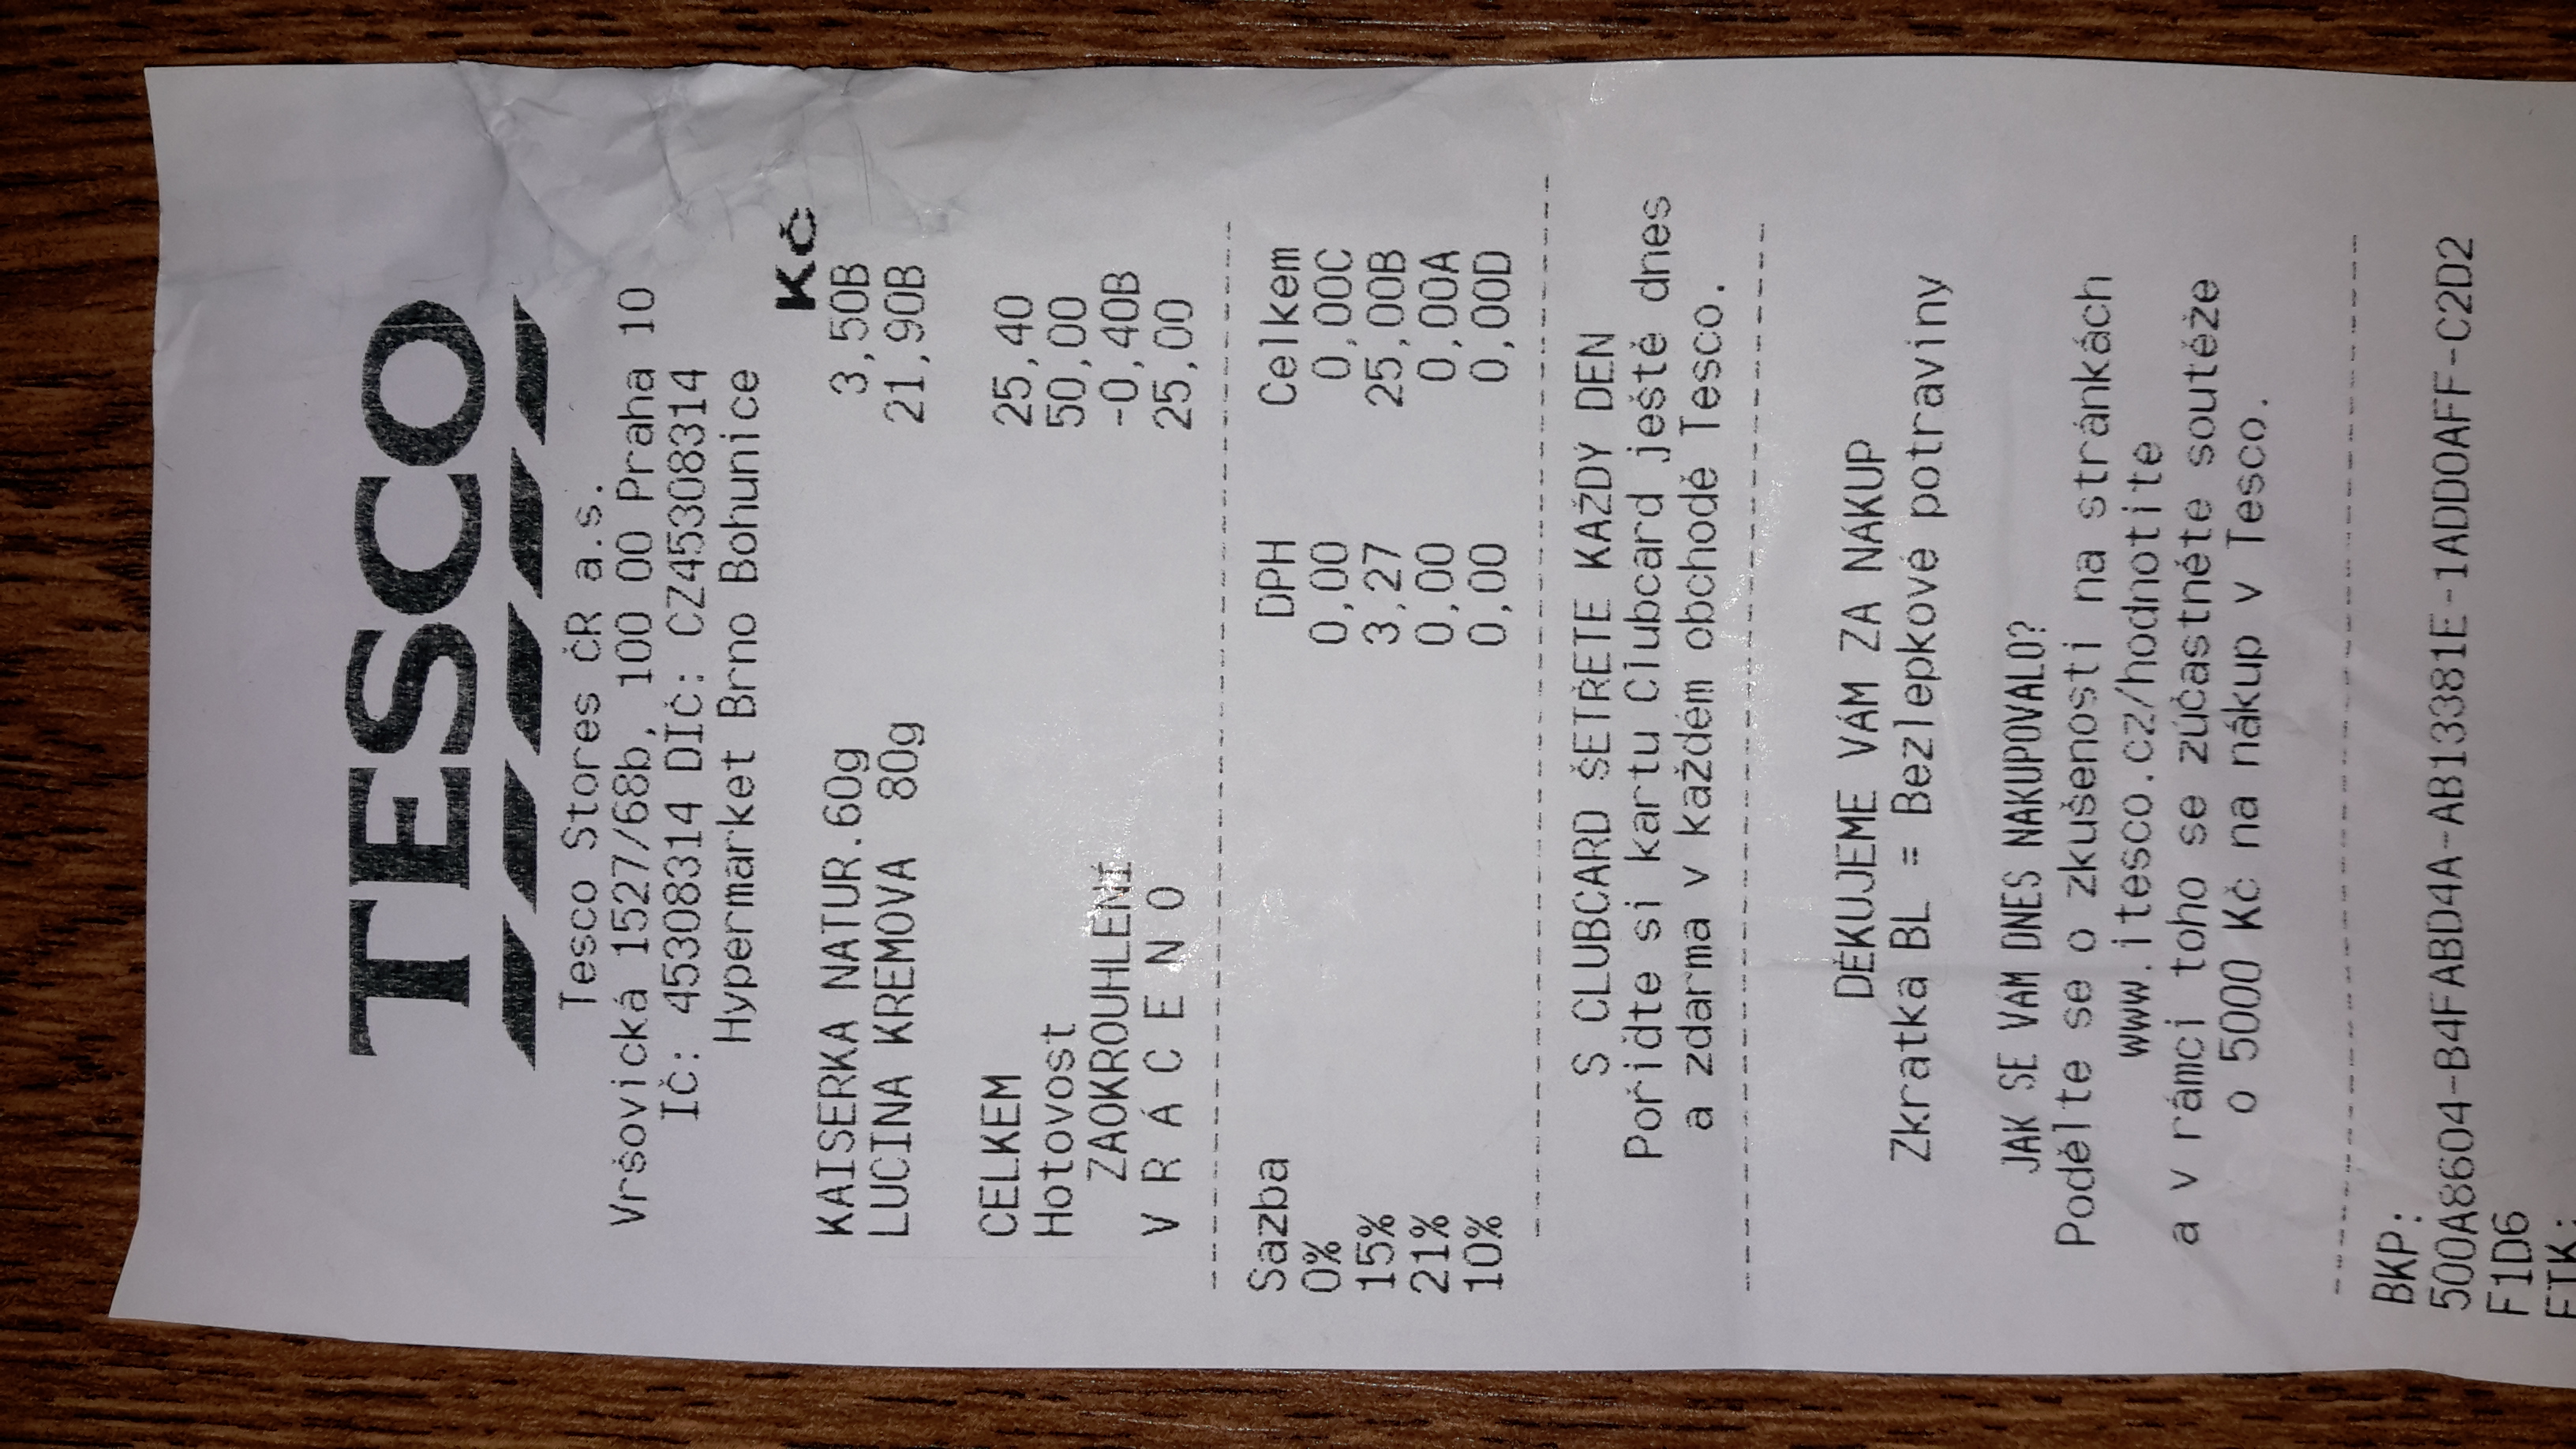 TESCO
Tesco Stores ČR a.s.
Vršovická 1527/68b, 100 00 Praha 10
IČ: 45308314 DIČ: CZ45308314
Hypermarket Brno Bohunice
Kč
KAISERKA NATUR.60g 3,50B
LUCINA KREMOVA 80g 21,90B
CELKEM 25,40
Hotovost 50,00
ZAOKROUHLENÍ -0,40B
V R Á C E N O 25,00
Sazba DPH Celkem
0% 0,00 0,00C
15% 3,27 25,00B
21% 0,00 0,00A
10% 0,00 0,00D
S CLUBCARD ŠETŘETE KAŽDÝ DEN
Pořiďte si kartu Clubcard ještě dnes
a zdarma v každém obchodě Tesco.
DĚKUJEME VÁM ZA NÁKUP
Zkratka BL = Bezlepkové potraviny
JAK SE VÁM DNES NAKUPOVALO?
Podělte se o zkušenosti na stránkách
www.itesco.cz/hodnotite
a v rámci toho se zúčastněte soutěže
o 5000 Kč na nákup v Tesco.
BKP:
500A8604-B4FABD4A-AB13381E-1ADD0AFF-C2D2
F1D6
FIK: